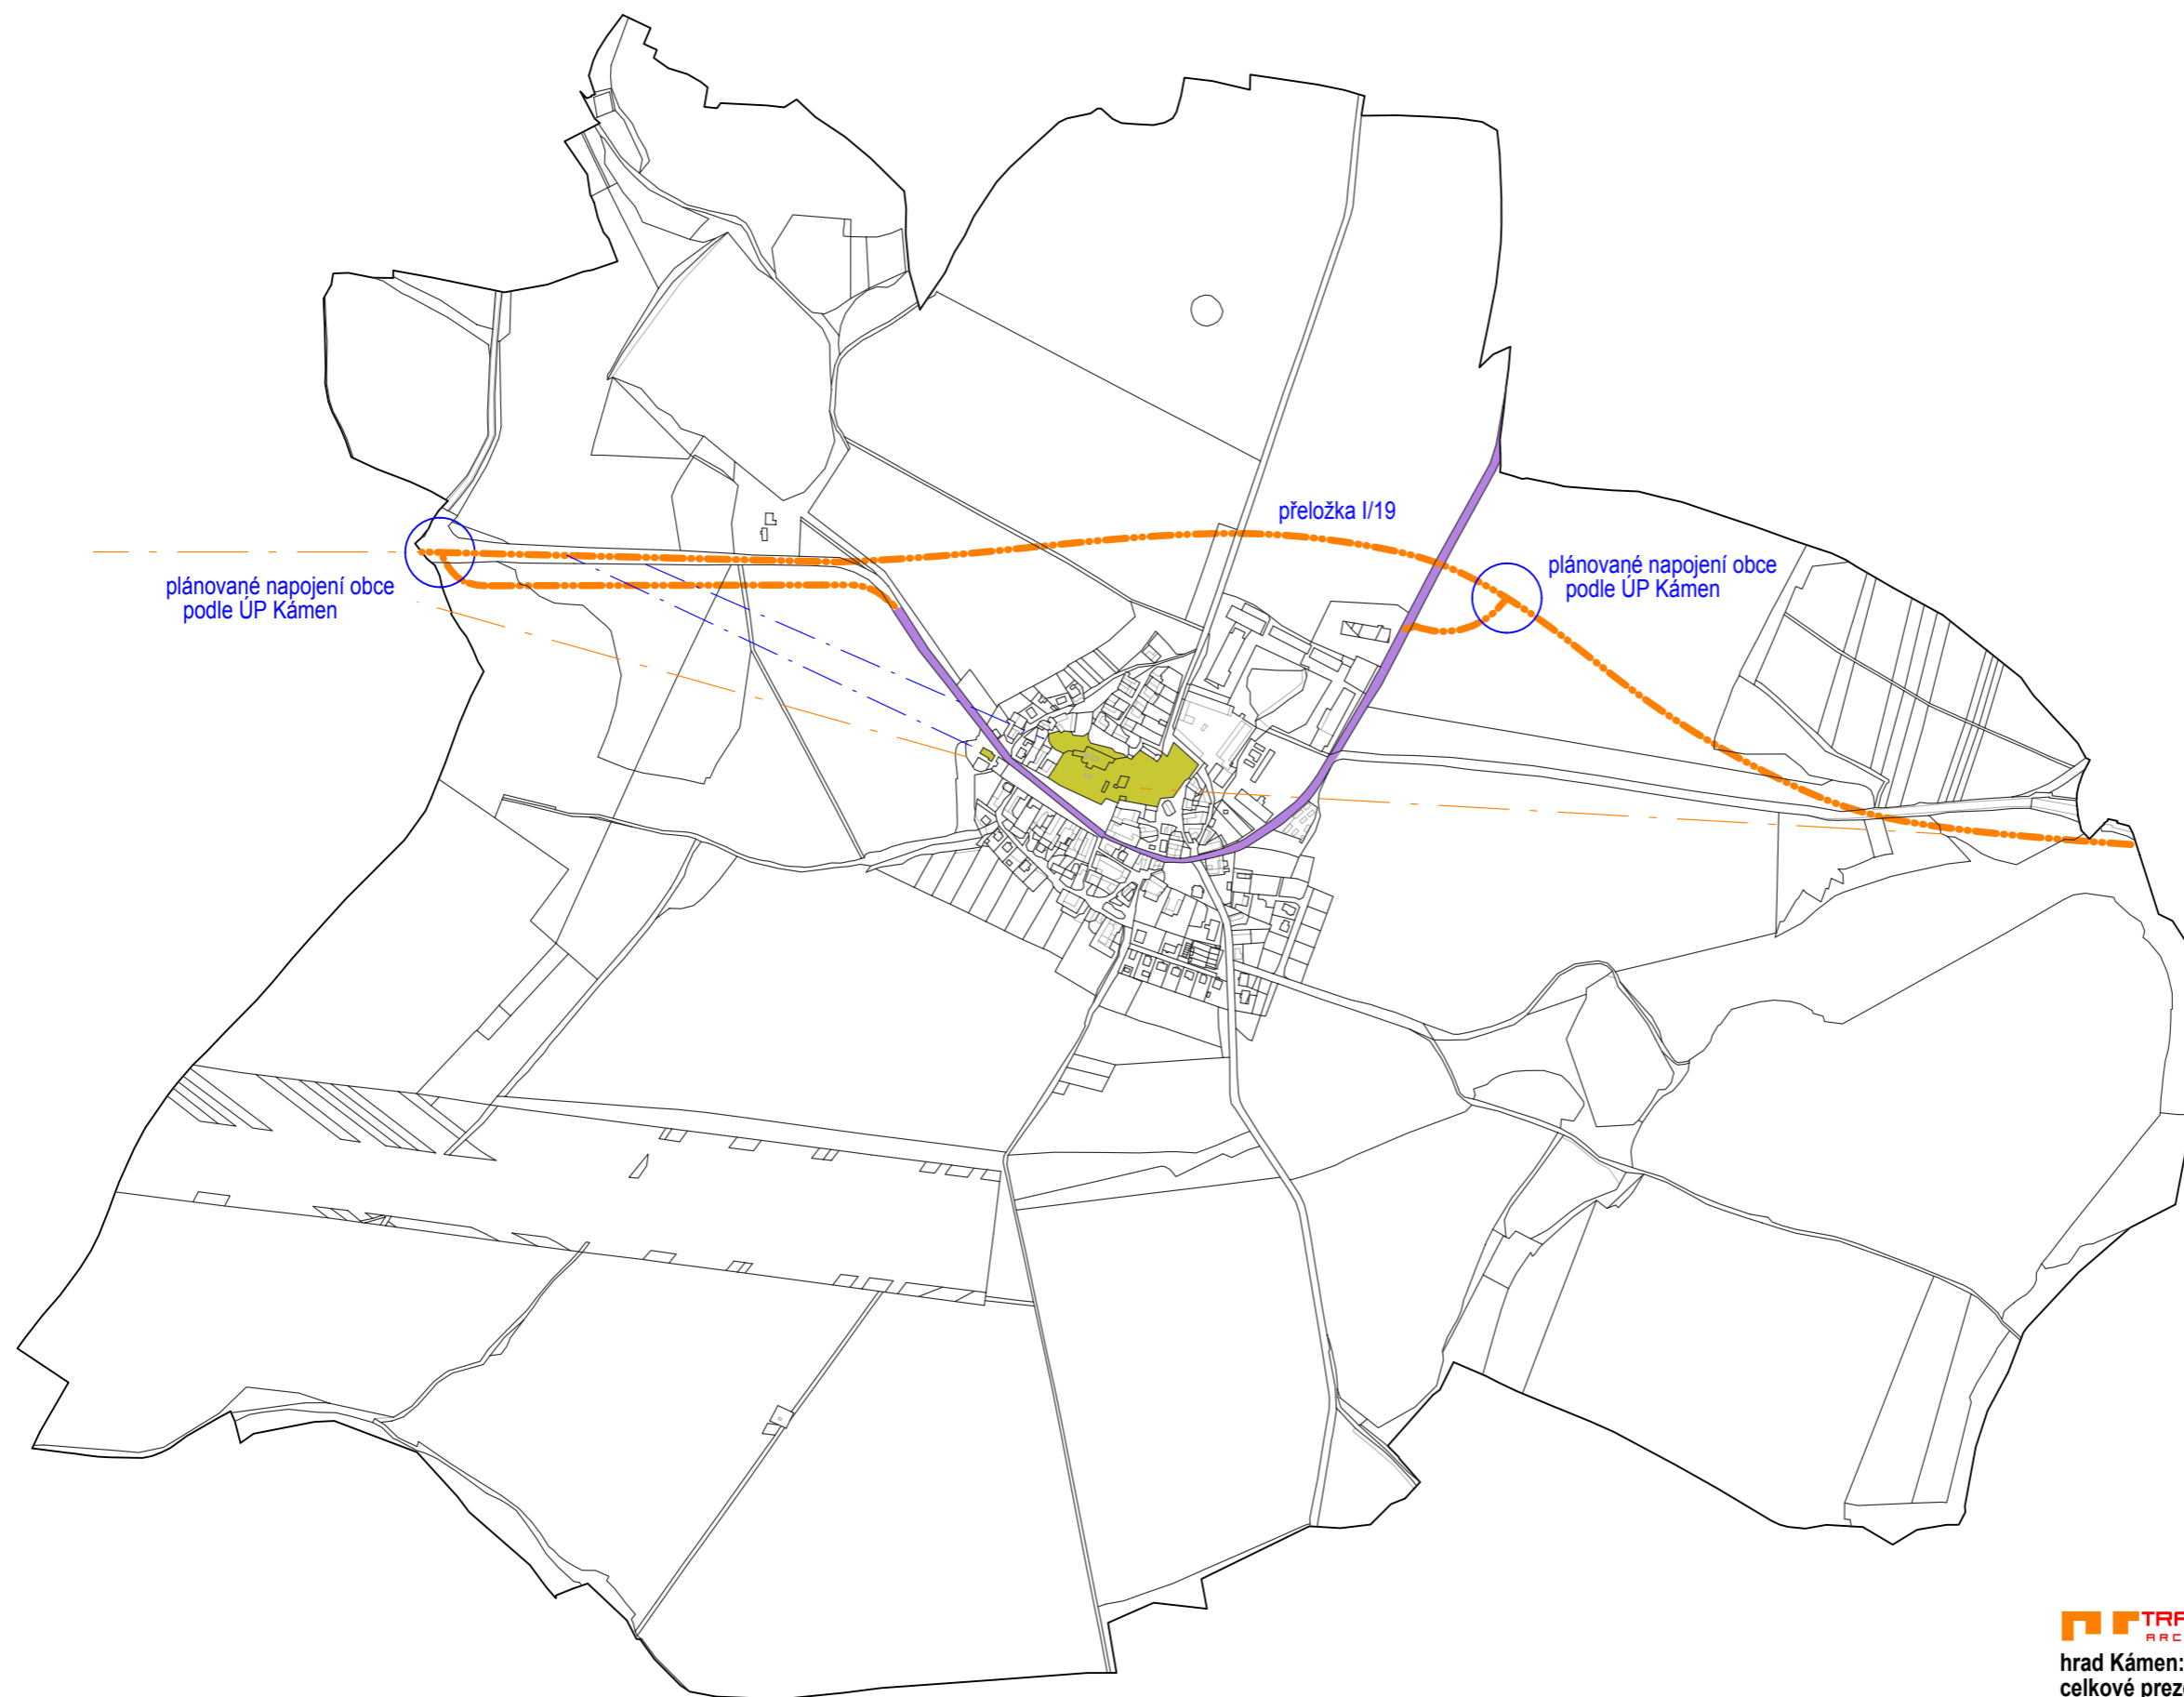 přeložka I/19
plánované napojení obce
podle ÚP Kámen
plánované napojení obce
podle ÚP Kámen
hrad Kámen: